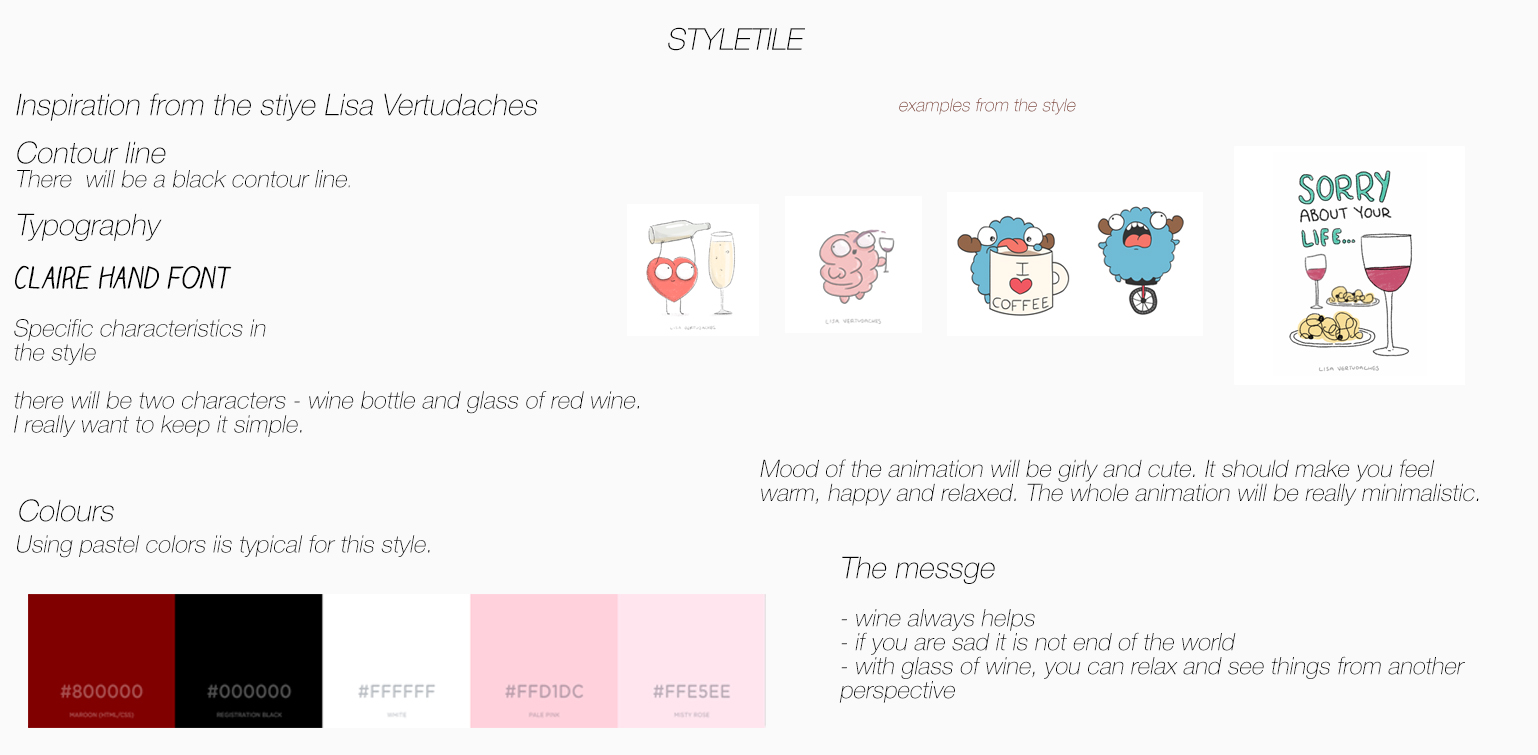 STYLETILE
Inspiration from the stiye Lisa Vertudaches
Contour line
There will be a black contour line.
Typography
CLAIRE HAND FONT
Specific characteristics in
the style
there will be two characters - wine bottle and glass of red wine.
I really want to keep it simple.
Colours
Using pastel colors iis typical for this style.
#800000
MAROON (HTML/CSS)
#000000
REGISTRATION BLACK
#FFFFFF
WHITE
#FFD1DC
PALE PINK
#FFE5EE
MISTY ROSE
examples from the style
LISA VERTUDACHES
LISA VERTUDACHES
I
COFFEE
SORRY
ABOUT YOUR
LIFE...
LISA VERTUDACHES
Mood of the animation will be girly and cute. It should make you feel
warm, happy and relaxed. The whole animation will be really minimalistic.
The messge
- wine always helps
- if you are sad it is not end of the world
- with glass of wine, you can relax and see things from another
perspective